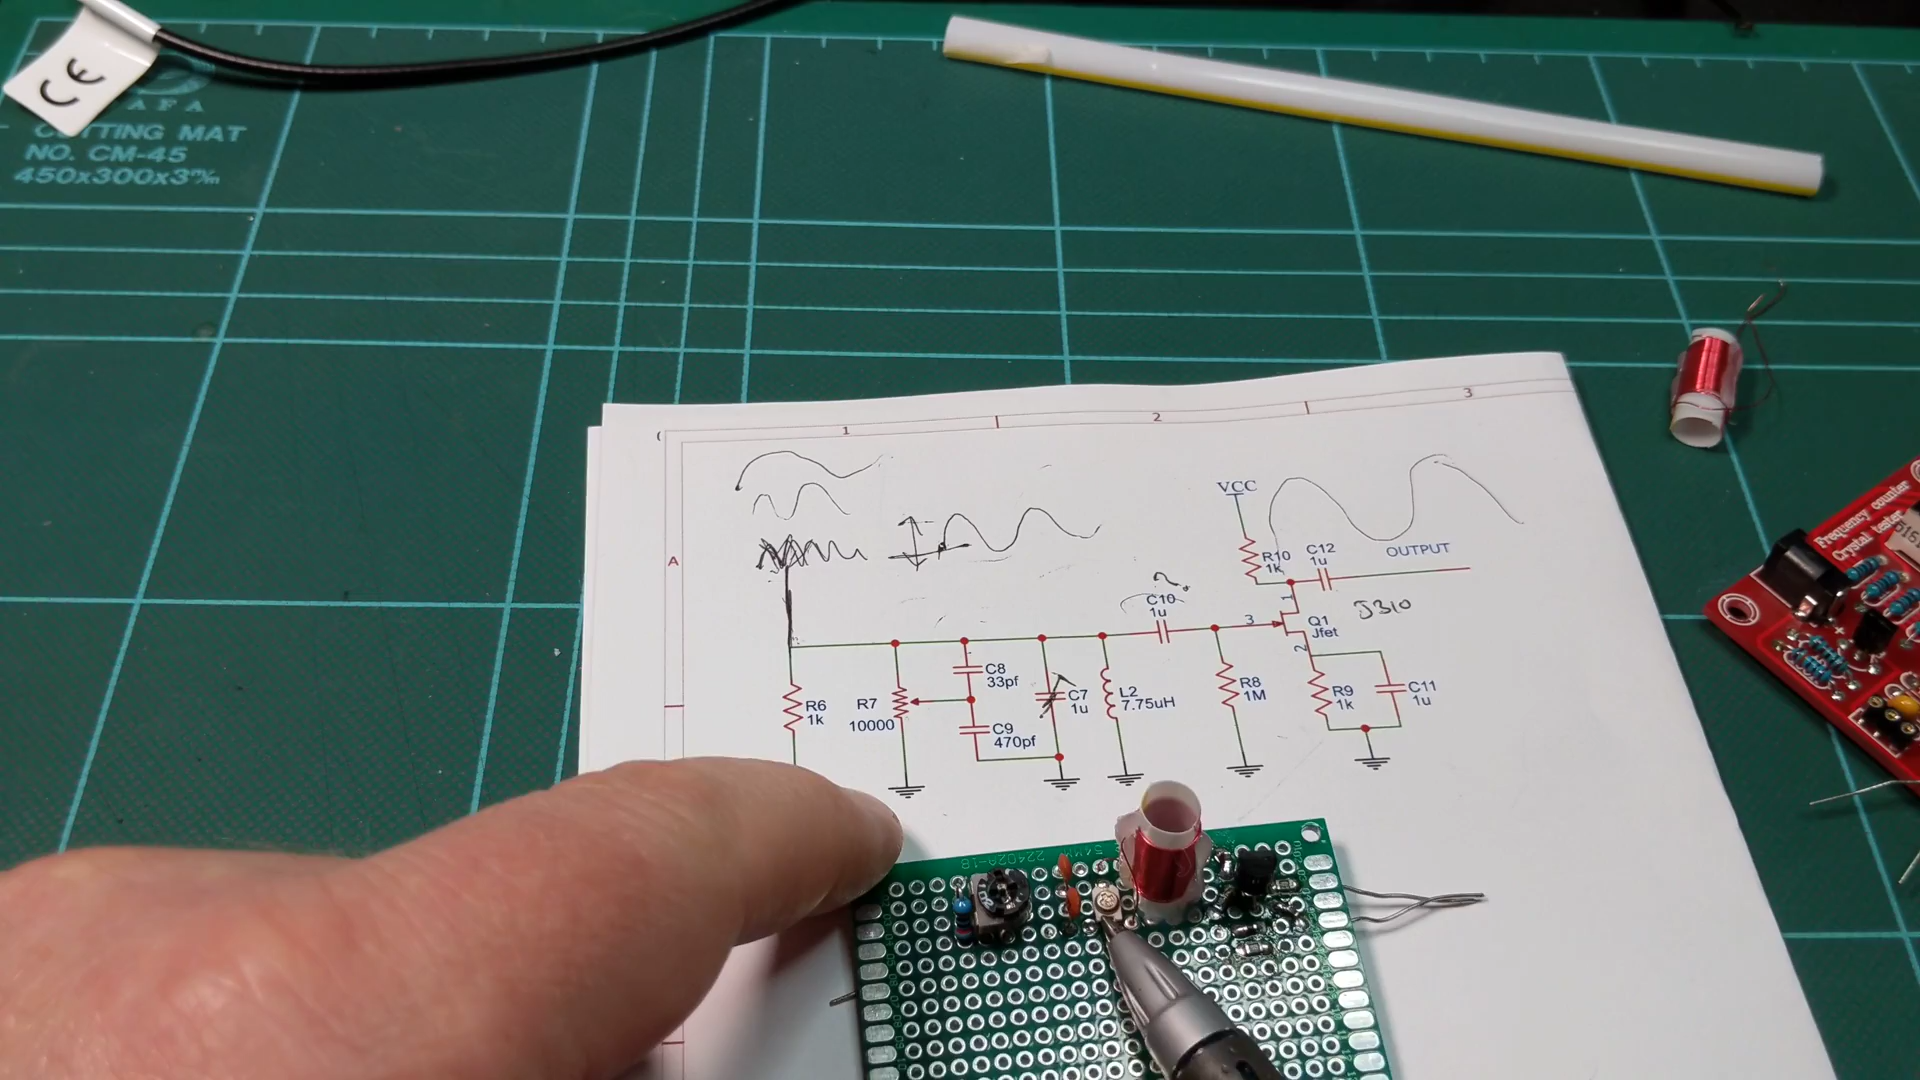 CE
AFA
CUTTING MAT
NO. CM-45
450x300x3m/m
1
2
3
A
VCC
R10
1k
C12
1u
OUTPUT
J310
?
C10
1u
3
1
Q1
Jfet
2
C8
33pf
R6
1k
R7
10000
C7
1u
L2
7.75uH
R8
1M
R9
1k
C11
1u
C9
470pf
Frequency counter
Crystal tester